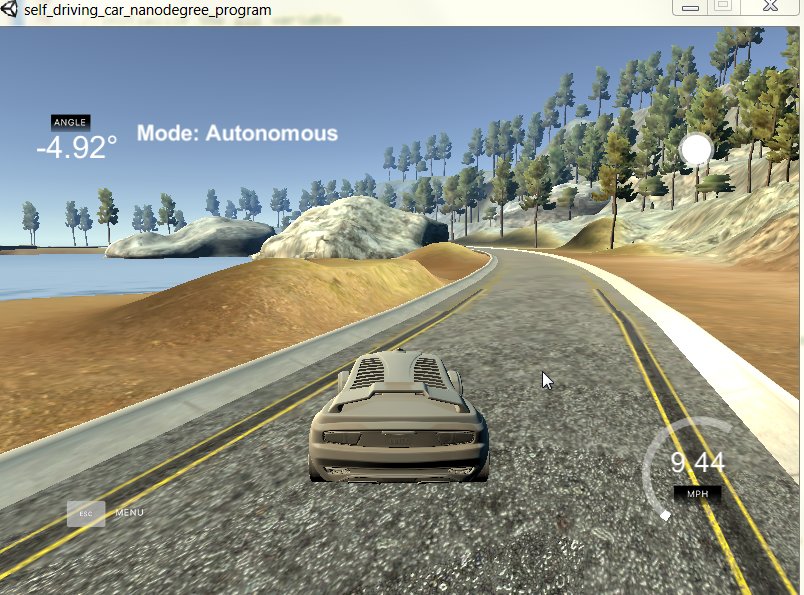 self_driving_car_nanodegree_program
ANGLE
-4.92°
Mode: Autonomous
9.44
MPH
ESC
MENU